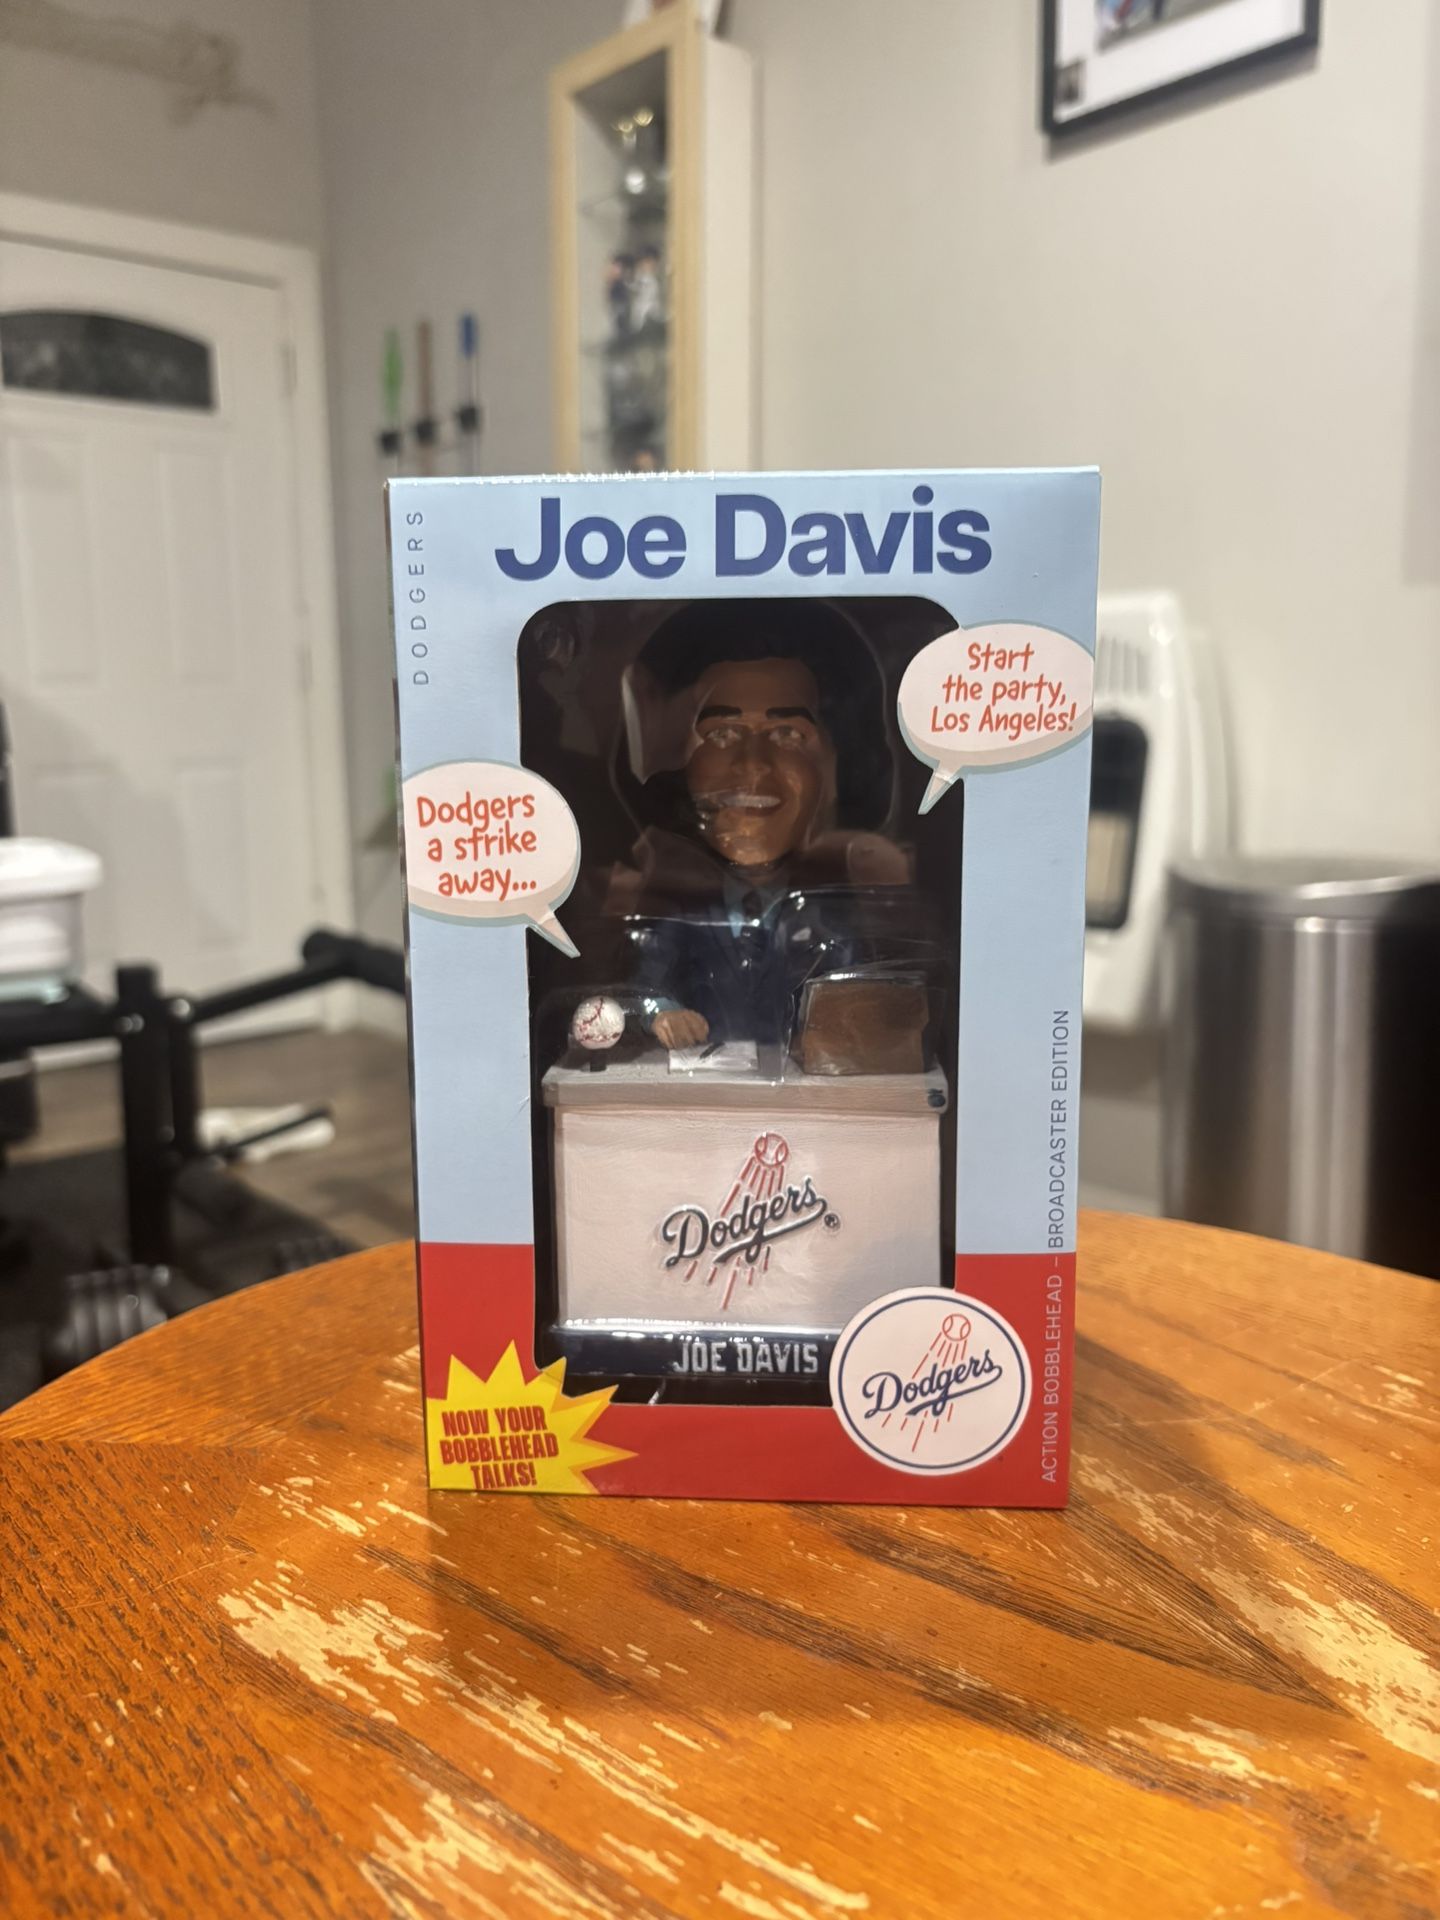 Joe Davis
DODGERS
Start
the party,
Los Angeles!
Dodgers
a strike
away...
Dodgers
®
JOE DAVIS
Dodgers
NOW YOUR
BOBBLEHEAD
TALKS!
ACTION BOBBLEHEAD – BROADCASTER EDITION